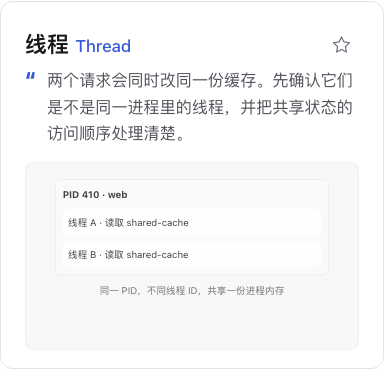 线程 Thread
“ 两个请求会同时改同一份缓存。先确认它们
是不是同一进程里的线程，并把共享状态的
访问顺序处理清楚。
PID 410 · web
线程 A · 读取 shared-cache
线程 B · 读取 shared-cache
同一 PID，不同线程 ID，共享一份进程内存